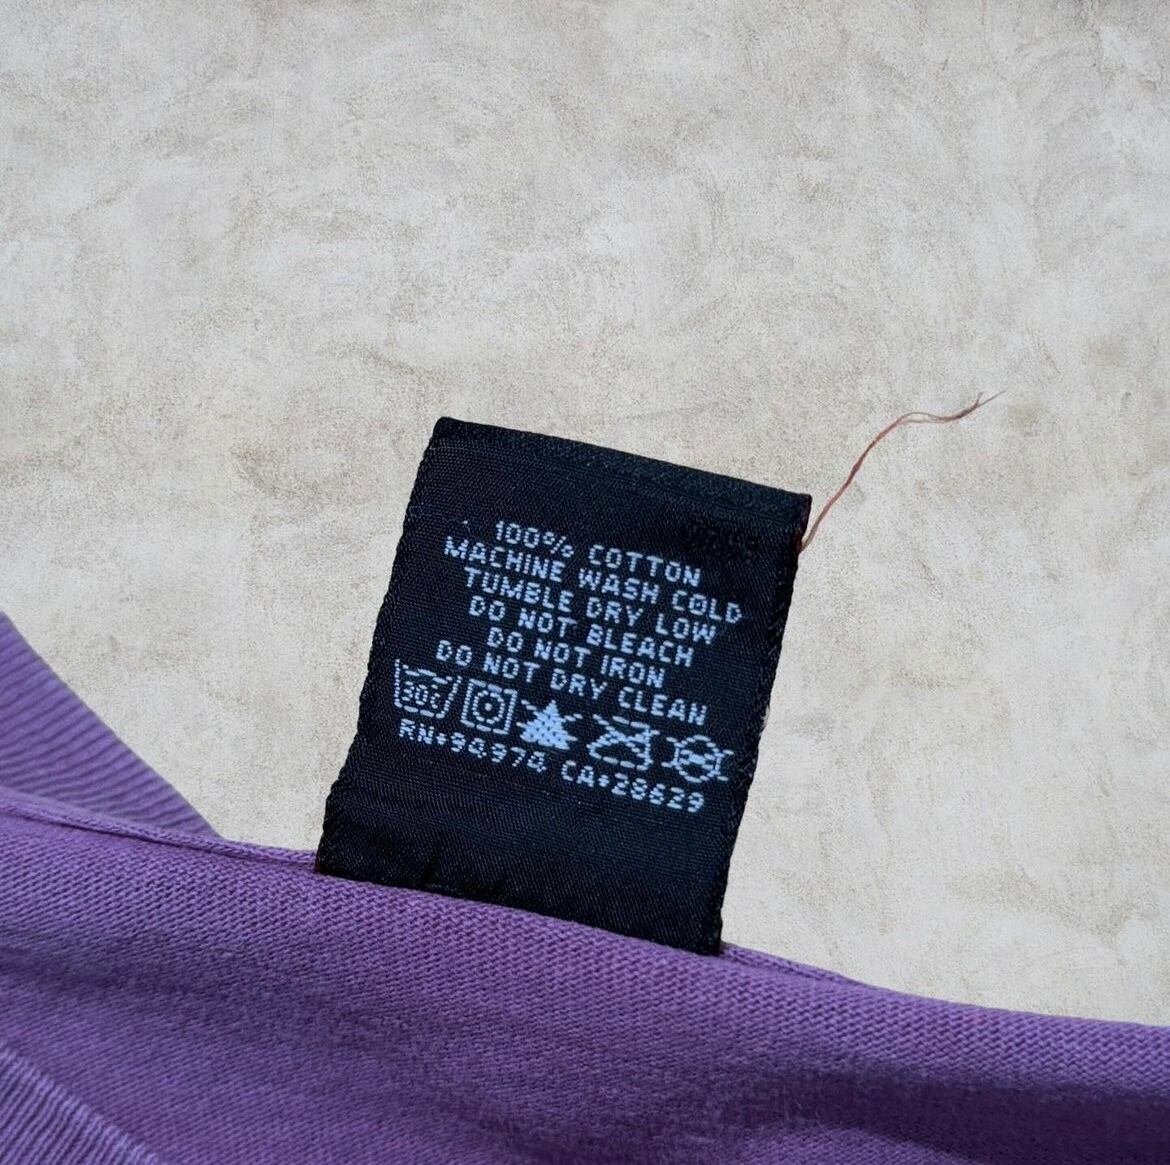 100% COTTON
MACHINE WASH COLD
TUMBLE DRY LOW
DO NOT BLEACH
DO NOT IRON
DO NOT DRY CLEAN
30C
RN•94974 CA•28629